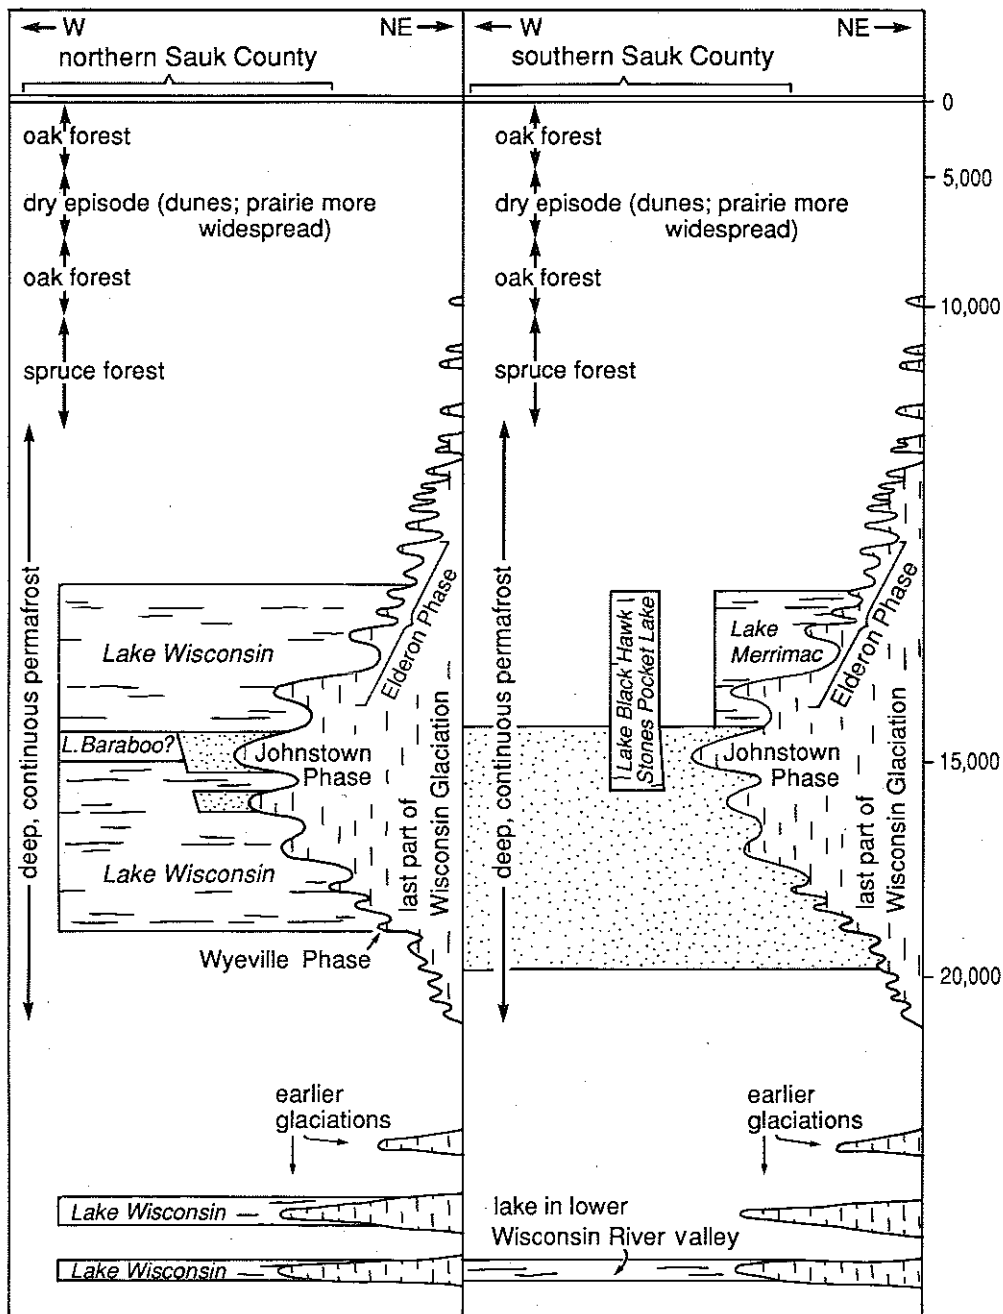 W NE W NE
northern Sauk County southern Sauk County
0
oak forest oak forest
5,000
dry episode (dunes; prairie more dry episode (dunes; prairie more
widespread) widespread)
oak forest oak forest
10,000
spruce forest spruce forest
deep, continuous permafrost
Lake Wisconsin
Elderon Phase
L. Baraboo?
Johnstown
Phase
last part of
Wisconsin Glaciation
Lake Wisconsin
Wyeville Phase
deep, continuous permafrost
Lake Black Hawk
Stones Pocket Lake
Lake
Merrimac
Elderon Phase
Johnstown
Phase
last part of
Wisconsin Glaciation
15,000
20,000
earlier
glaciations
earlier
glaciations
Lake Wisconsin
lake in lower
Wisconsin River valley
Lake Wisconsin